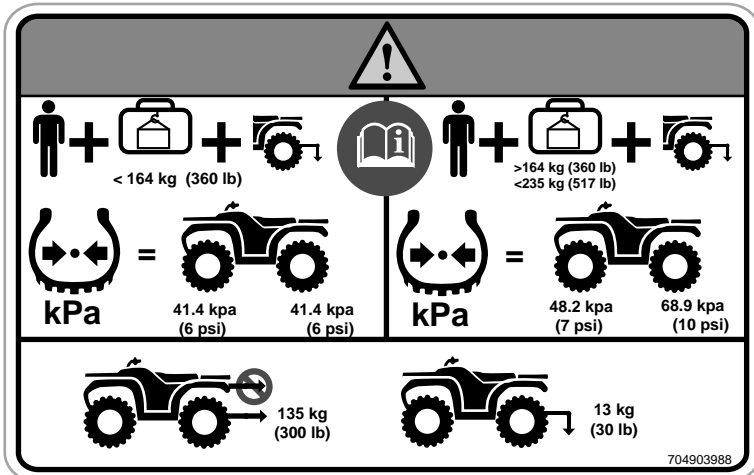 < 164 kg (360 lb)
>164 kg (360 lb)
<235 kg (517 lb)
kPa
=
41.4 kpa
(6 psi)
41.4 kpa
(6 psi)
kPa
=
48.2 kpa
(7 psi)
68.9 kpa
(10 psi)
135 kg
(300 lb)
13 kg
(30 lb)
704903988